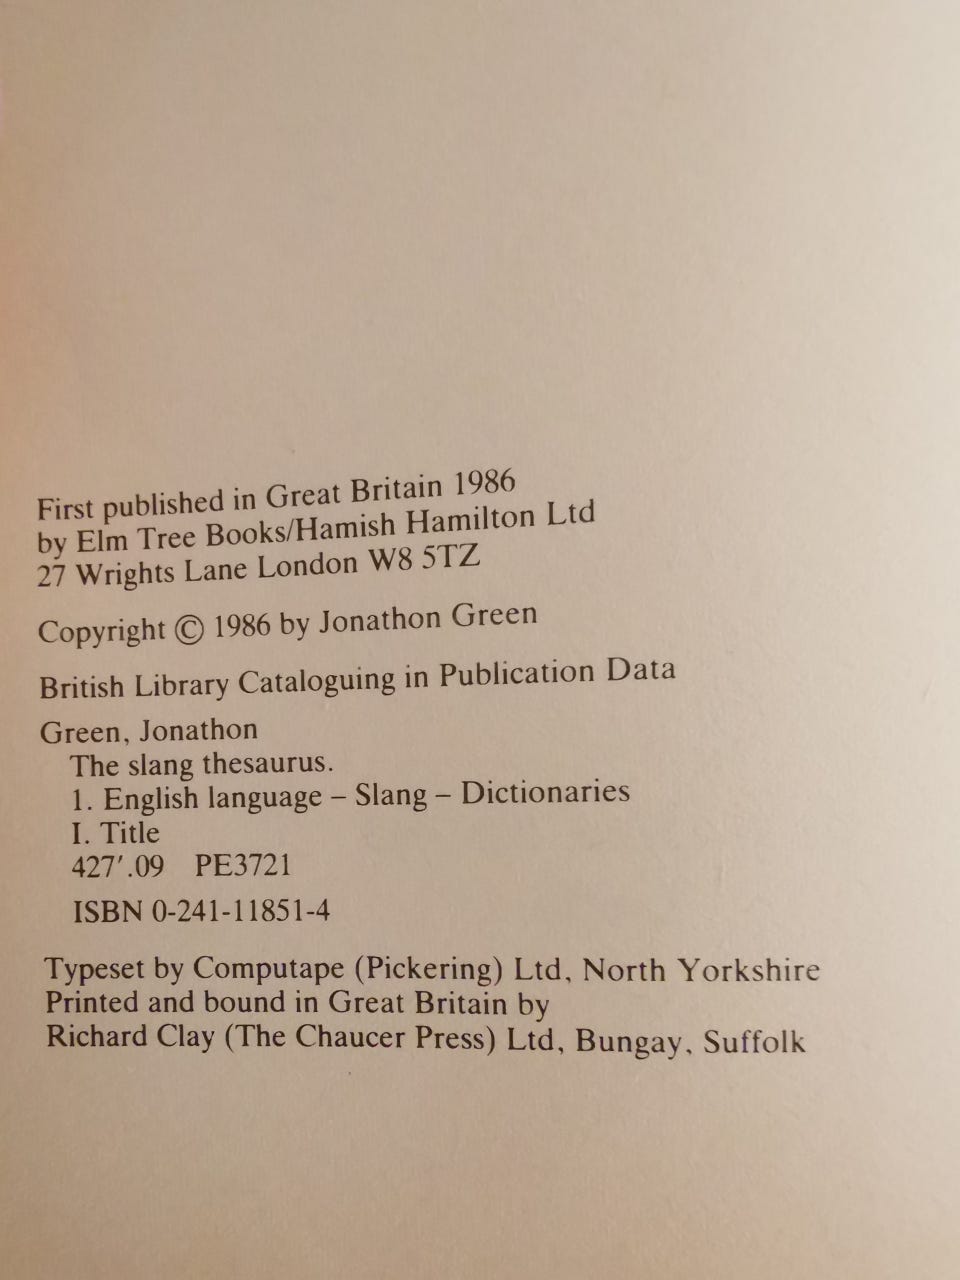 First published in Great Britain 1986
by Elm Tree Books/Hamish Hamilton Ltd
27 Wrights Lane London W8 5TZ
Copyright © 1986 by Jonathon Green
British Library Cataloguing in Publication Data
Green, Jonathon
The slang thesaurus.
1. English language – Slang – Dictionaries
I. Title
427′.09 PE3721
ISBN 0-241-11851-4
Typeset by Computape (Pickering) Ltd, North Yorkshire
Printed and bound in Great Britain by
Richard Clay (The Chaucer Press) Ltd, Bungay, Suffolk